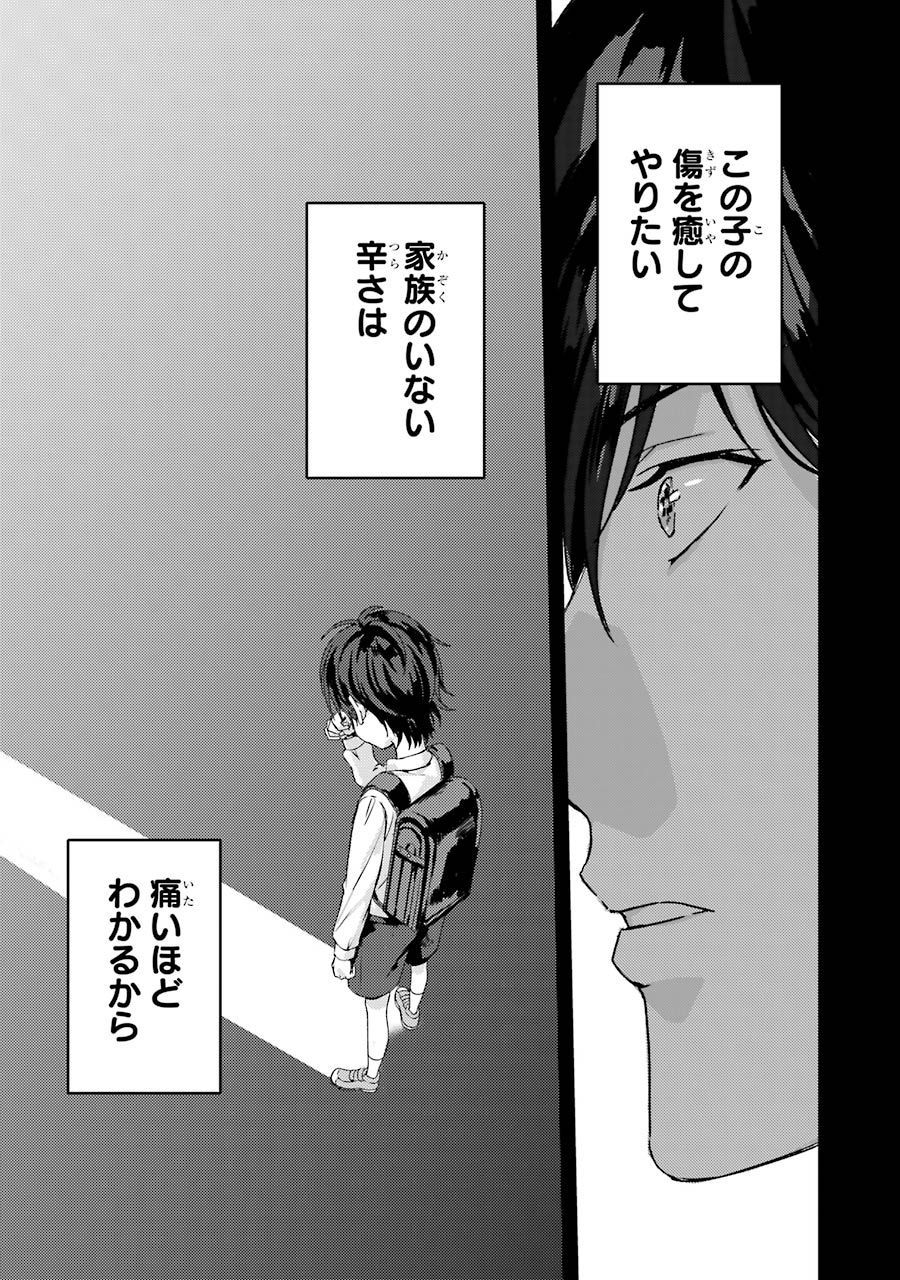 この子の
傷を癒して
やりたい
家族のいない
辛さは
痛いほど
わかるから